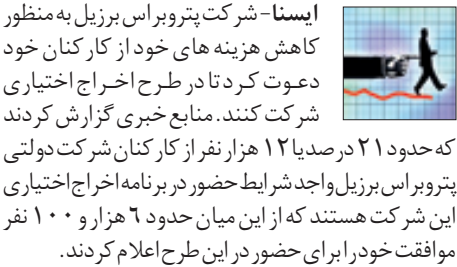 ایسنا- شرکت پتروبراس برزیل به منظور
کاهش هزینه های خود از کارکنان خود
دعوت کرد تا در طرح اخراج اختیاری
شرکت کنند. منابع خبری گزارش کردند
که حدود ۲۱ درصد یا ۱۲ هزار نفر از کارکنان شرکت دولتی
پتروبراس برزیل واجد شرایط حضور در برنامه اخراج اختیاری
این شرکت هستند که از این میان حدود ۶ هزار و ۱۰۰ نفر
موافقت خود را برای حضور در این طرح اعلام کردند.